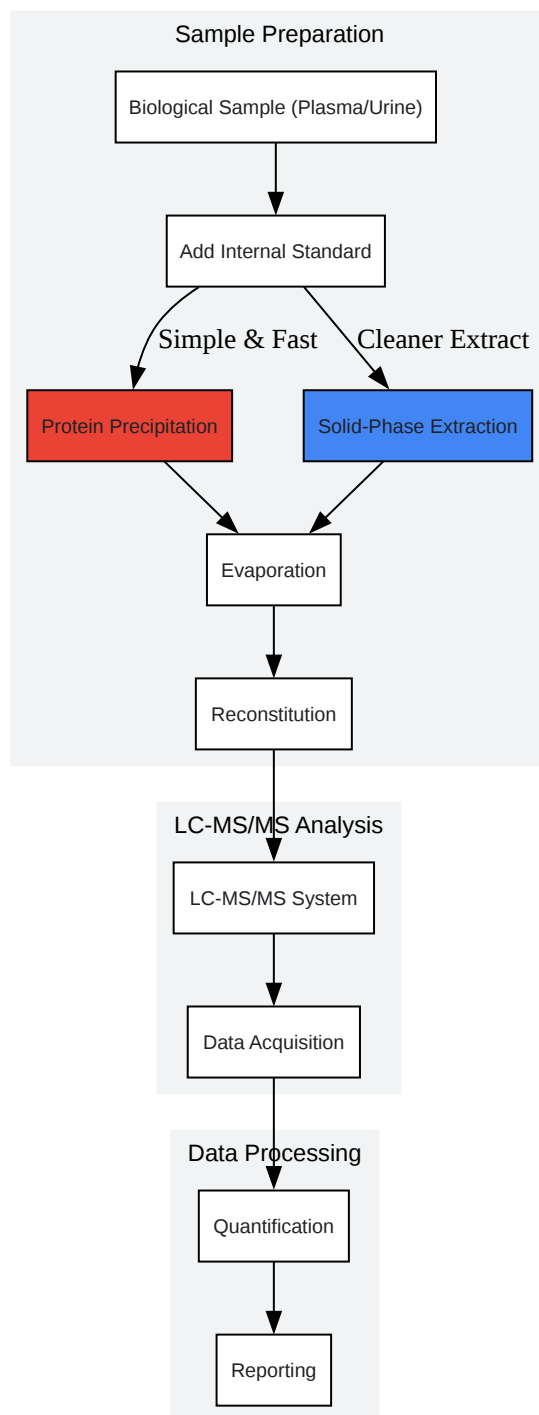 Sample Preparation
Biological Sample (Plasma/Urine)
Add Internal Standard
Simple & Fast
Cleaner Extract
Protein Precipitation
Solid-Phase Extraction
Evaporation
Reconstitution
LC-MS/MS Analysis
LC-MS/MS System
Data Acquisition
Data Processing
Quantification
Reporting